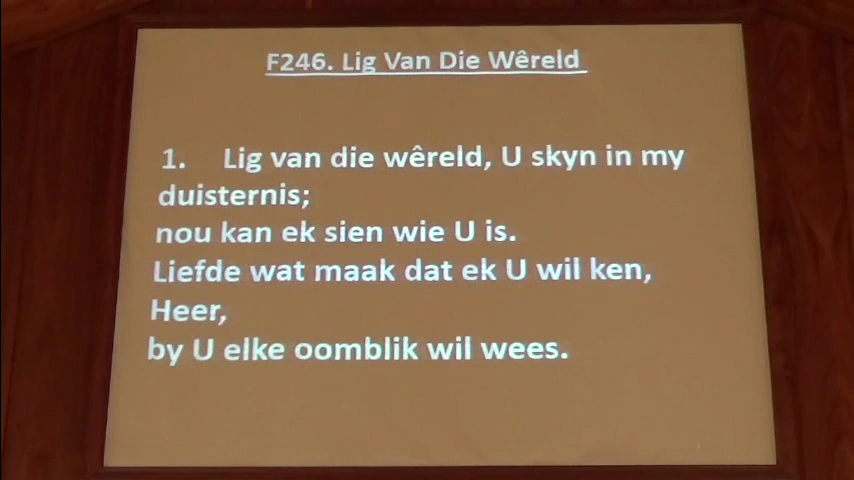 F246. Lig Van Die Wêreld
1. Lig van die wêreld, U skyn in my
duisternis;
nou kan ek sien wie U is.
Liefde wat maak dat ek U wil ken,
Heer,
by U elke oomblik wil wees.